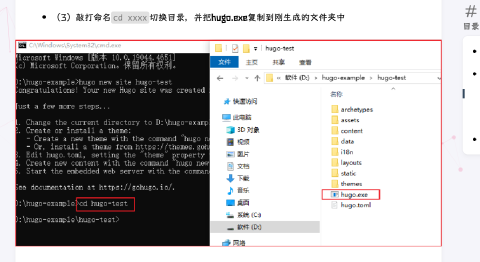 (3) 敲打命名 cd xxxx 切换目录，并把hugo.exe复制到刚生成的文件夹中
#
目录
C:\Windows\System32\cmd.exe
Microsoft Windows [版本 10.0.19044.4651]
(c) Microsoft Corporation。保留所有权利。
D:\hugo-example>hugo new site hugo-test
Congratulations! Your new Hugo site was created
Just a few more steps...
1. Change the current directory to D:\hugo-examp
2. Create or install a theme:
- Create a new theme with the command "hugo n
- Or, install a theme from https://themes.goh
3. Edit hugo.toml, setting the "theme" property
4. Create new content with the command "hugo new
5. Start the embedded web server with the comman
See documentation at https://gohugo.io/.
D:\hugo-example>cd hugo-test
D:\hugo-example\hugo-test>
hugo-test
文件
主页
共享
查看
软件 (D:)
hugo-example
hugo-test
名称
快速访问
此电脑
3D 对象
视频
图片
文档
下载
音乐
桌面
系统 (C:)
软件 (D:)
网络
archetypes
assets
content
data
i18n
layouts
static
themes
hugo.exe
hugo.toml